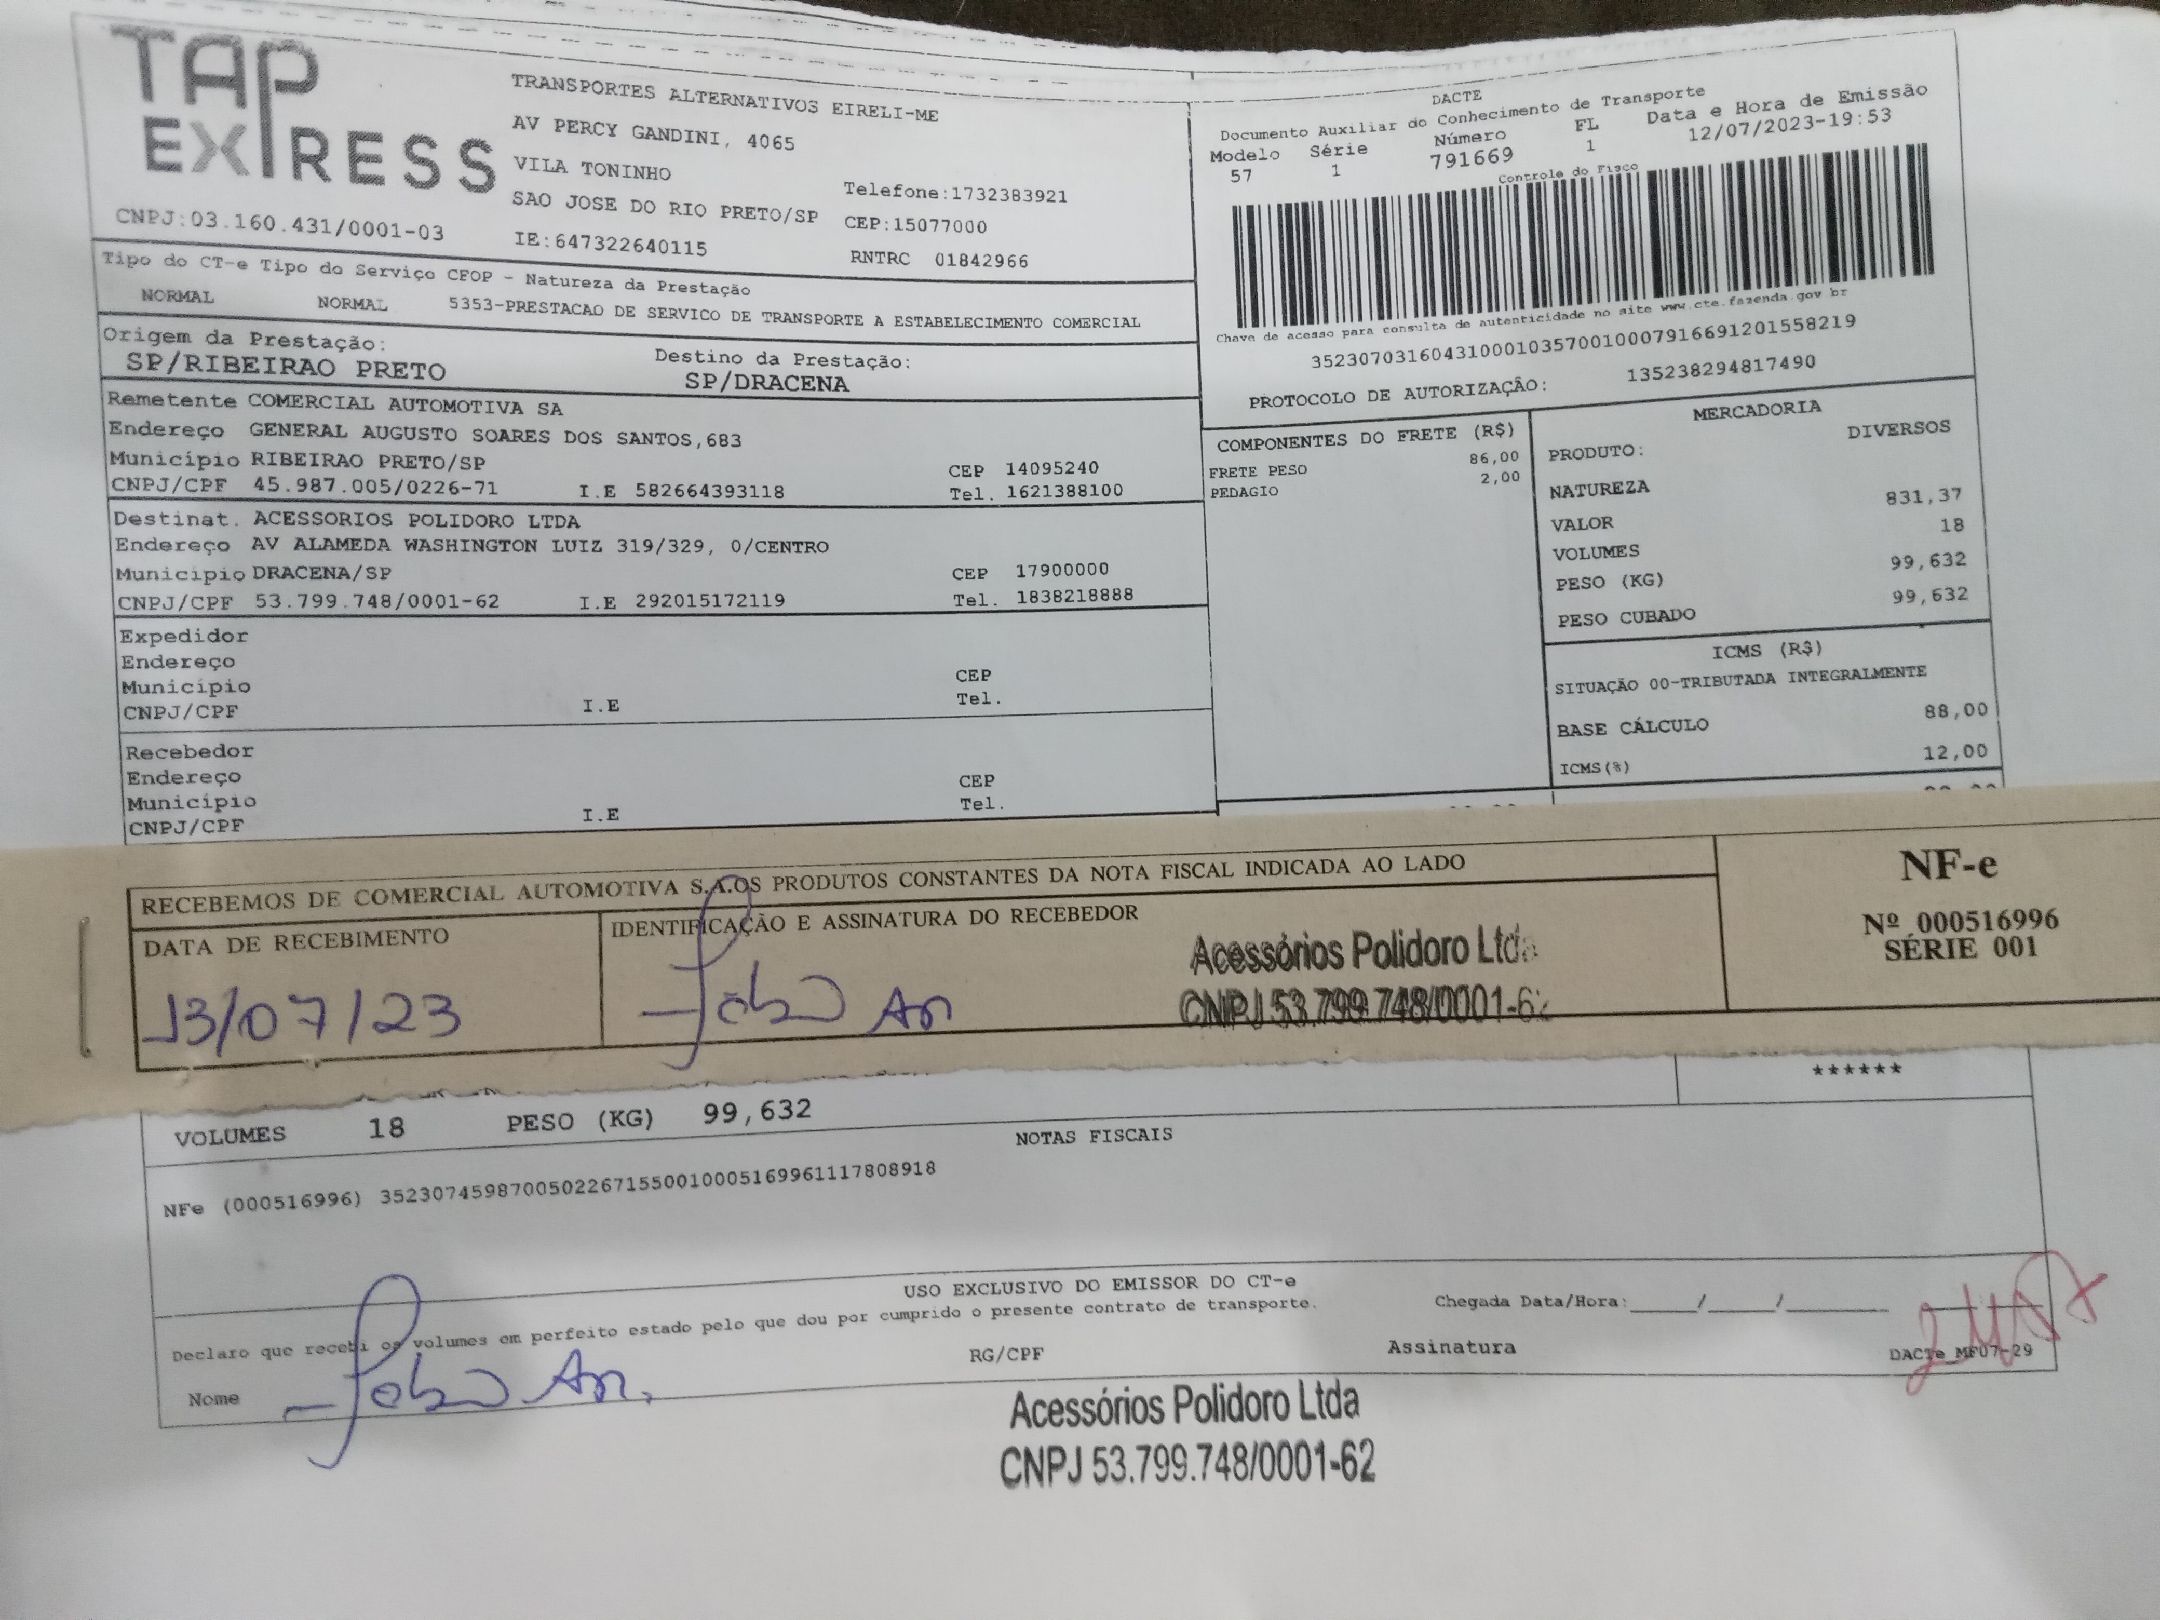 TAP
EXPRESS
CNPJ:03.160.431/0001-03
TRANSPORTES ALTERNATIVOS EIRELI-ME
AV PERCY GANDINI, 4065
VILA TONINHO
SAO JOSE DO RIO PRETO/SP
IE:647322640115
Telefone:1732383921
CEP:15077000
RNTRC 01842966
DACTE
Documento Auxiliar do Conhecimento de Transporte
Modelo Série Número FL Data e Hora de Emissão
57 1 791669 1 12/07/2023-19:53
Controle do Fisco
Chave de acesso para consulta de autenticidade no site www.cte.fazenda.gov br
35230703160431000103570010007916691201558219
PROTOCOLO DE AUTORIZAÇÃO: 135238294817490
Tipo do CT-e Tipo do Serviço CFOP - Natureza da Prestação
NORMAL NORMAL 5353-PRESTACAO DE SERVICO DE TRANSPORTE A ESTABELECIMENTO COMERCIAL
Origem da Prestação: Destino da Prestação:
SP/RIBEIRAO PRETO SP/DRACENA
Remetente COMERCIAL AUTOMOTIVA SA
Endereço GENERAL AUGUSTO SOARES DOS SANTOS,683
Município RIBEIRAO PRETO/SP CEP 14095240
CNPJ/CPF 45.987.005/0226-71 I.E 582664393118 Tel. 1621388100
Destinat. ACESSORIOS POLIDORO LTDA
Endereço AV ALAMEDA WASHINGTON LUIZ 319/329, 0/CENTRO
Município DRACENA/SP CEP 17900000
CNPJ/CPF 53.799.748/0001-62 I.E 292015172119 Tel. 1838218888
Expedidor
Endereço
Município CEP
CNPJ/CPF I.E Tel.
Recebedor
Endereço CEP
Município Tel.
CNPJ/CPF I.E
COMPONENTES DO FRETE (R$)
FRETE PESO 86,00
PEDAGIO 2,00
MERCADORIA
PRODUTO: DIVERSOS
NATUREZA
VALOR 831,37
VOLUMES 18
PESO (KG) 99,632
PESO CUBADO 99,632
ICMS (R$)
SITUAÇÃO 00-TRIBUTADA INTEGRALMENTE
BASE CÁLCULO 88,00
ICMS(%) 12,00
RECEBEMOS DE COMERCIAL AUTOMOTIVA S.A.OS PRODUTOS CONSTANTES DA NOTA FISCAL INDICADA AO LADO
DATA DE RECEBIMENTO
13/07/23
IDENTIFICAÇÃO E ASSINATURA DO RECEBEDOR
Acessórios Polidoro Ltda
CNPJ 53.799.748/0001-62
NF-e
Nº 000516996
SÉRIE 001
******
VOLUMES 18 PESO (KG) 99,632
NOTAS FISCAIS
NFe (000516996) 35230745987005022671550010005169961117808918
USO EXCLUSIVO DO EMISSOR DO CT-e
Declaro que recebi os volumes em perfeito estado pelo que dou por cumprido o presente contrato de transporte.
Chegada Data/Hora:_____/_____/________
Nome RG/CPF Assinatura
DACTe MF07-29
Acessórios Polidoro Ltda
CNPJ 53.799.748/0001-62